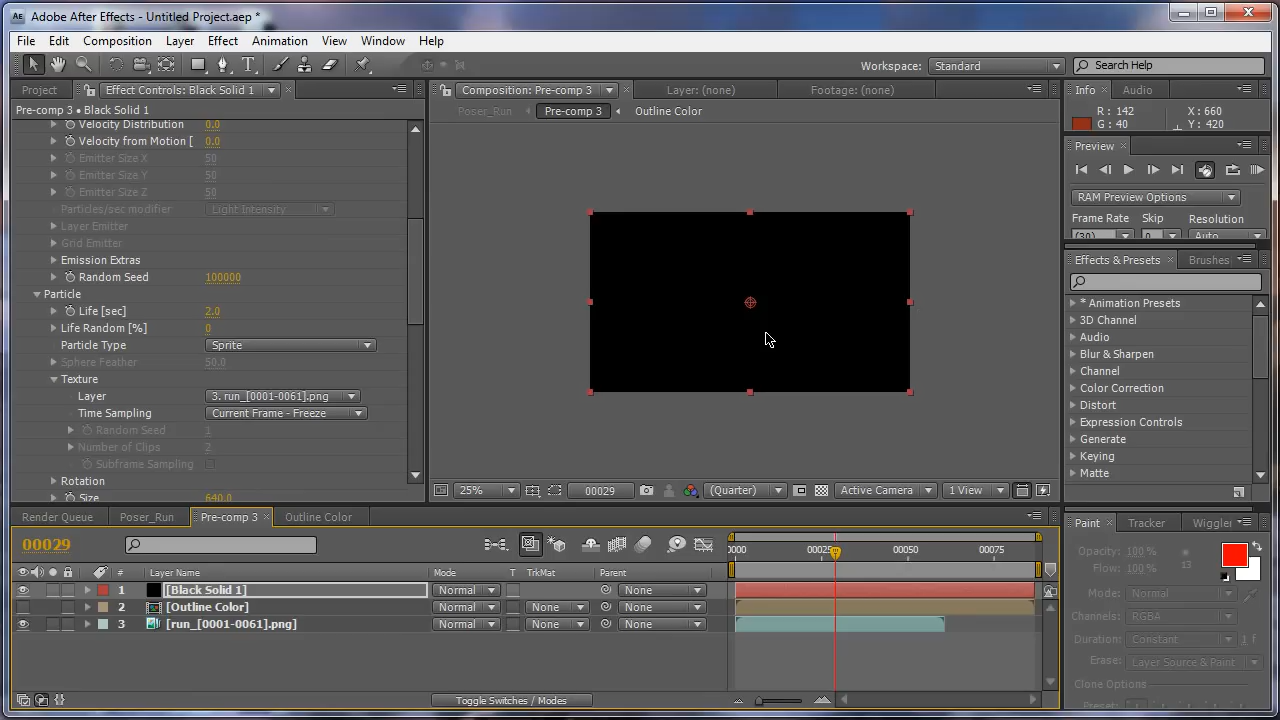 Adobe After Effects - Untitled Project.aep *
File Edit Composition Layer Effect Animation View Window Help
Workspace: Standard Search Help
Project Effect Controls: Black Solid 1
Pre-comp 3 • Black Solid 1
Velocity Distribution 0.0
Velocity from Motion [ 0.0
Emitter Size X 50
Emitter Size Y 50
Emitter Size Z 50
Particles/sec modifier Light Intensity
Layer Emitter
Grid Emitter
Emission Extras
Random Seed 100000
Particle
Life [sec] 2.0
Life Random [%] 0
Particle Type Sprite
Sphere Feather 50.0
Texture
Layer 3. run_[0001-0061].png
Time Sampling Current Frame - Freeze
Random Seed 1
Number of Clips 2
Subframe Sampling
Rotation
Size 640.0
Composition: Pre-comp 3 Layer: (none) Footage: (none)
Poser_Run Pre-comp 3 Outline Color
25% 00029 (Quarter) Active Camera 1 View
Info Audio
R : 142 X : 660
G : 40 Y : 420
Preview
RAM Preview Options
Frame Rate Skip Resolution
(30) 0 Auto
Effects & Presets Brushes
* Animation Presets
3D Channel
Audio
Blur & Sharpen
Channel
Color Correction
Distort
Expression Controls
Generate
Keying
Matte
Render Queue Poser_Run Pre-comp 3 Outline Color
00029
0000 00025 00050 00075
# Layer Name Mode T TrkMat Parent
1 [Black Solid 1] Normal None
2 [Outline Color] Normal None None
3 [run_[0001-0061].png] Normal None None
Toggle Switches / Modes
Paint Tracker Wiggler
Opacity: 100 %
Flow: 100 % 13
Mode: Normal
Channels: RGBA
Duration: Constant 1 f
Erase: Layer Source & Paint
Clone Options
Preset: